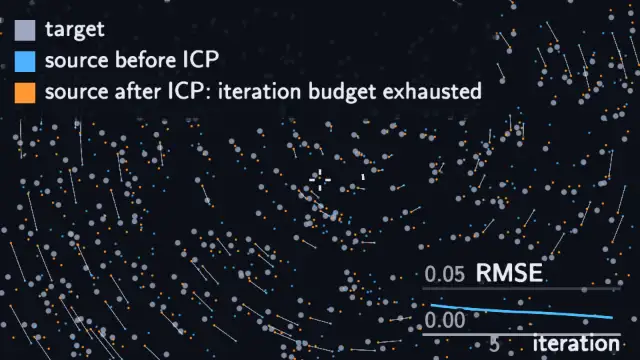 target
source before ICP
source after ICP: iteration budget exhausted
0.05 RMSE
0.00
5 iteration